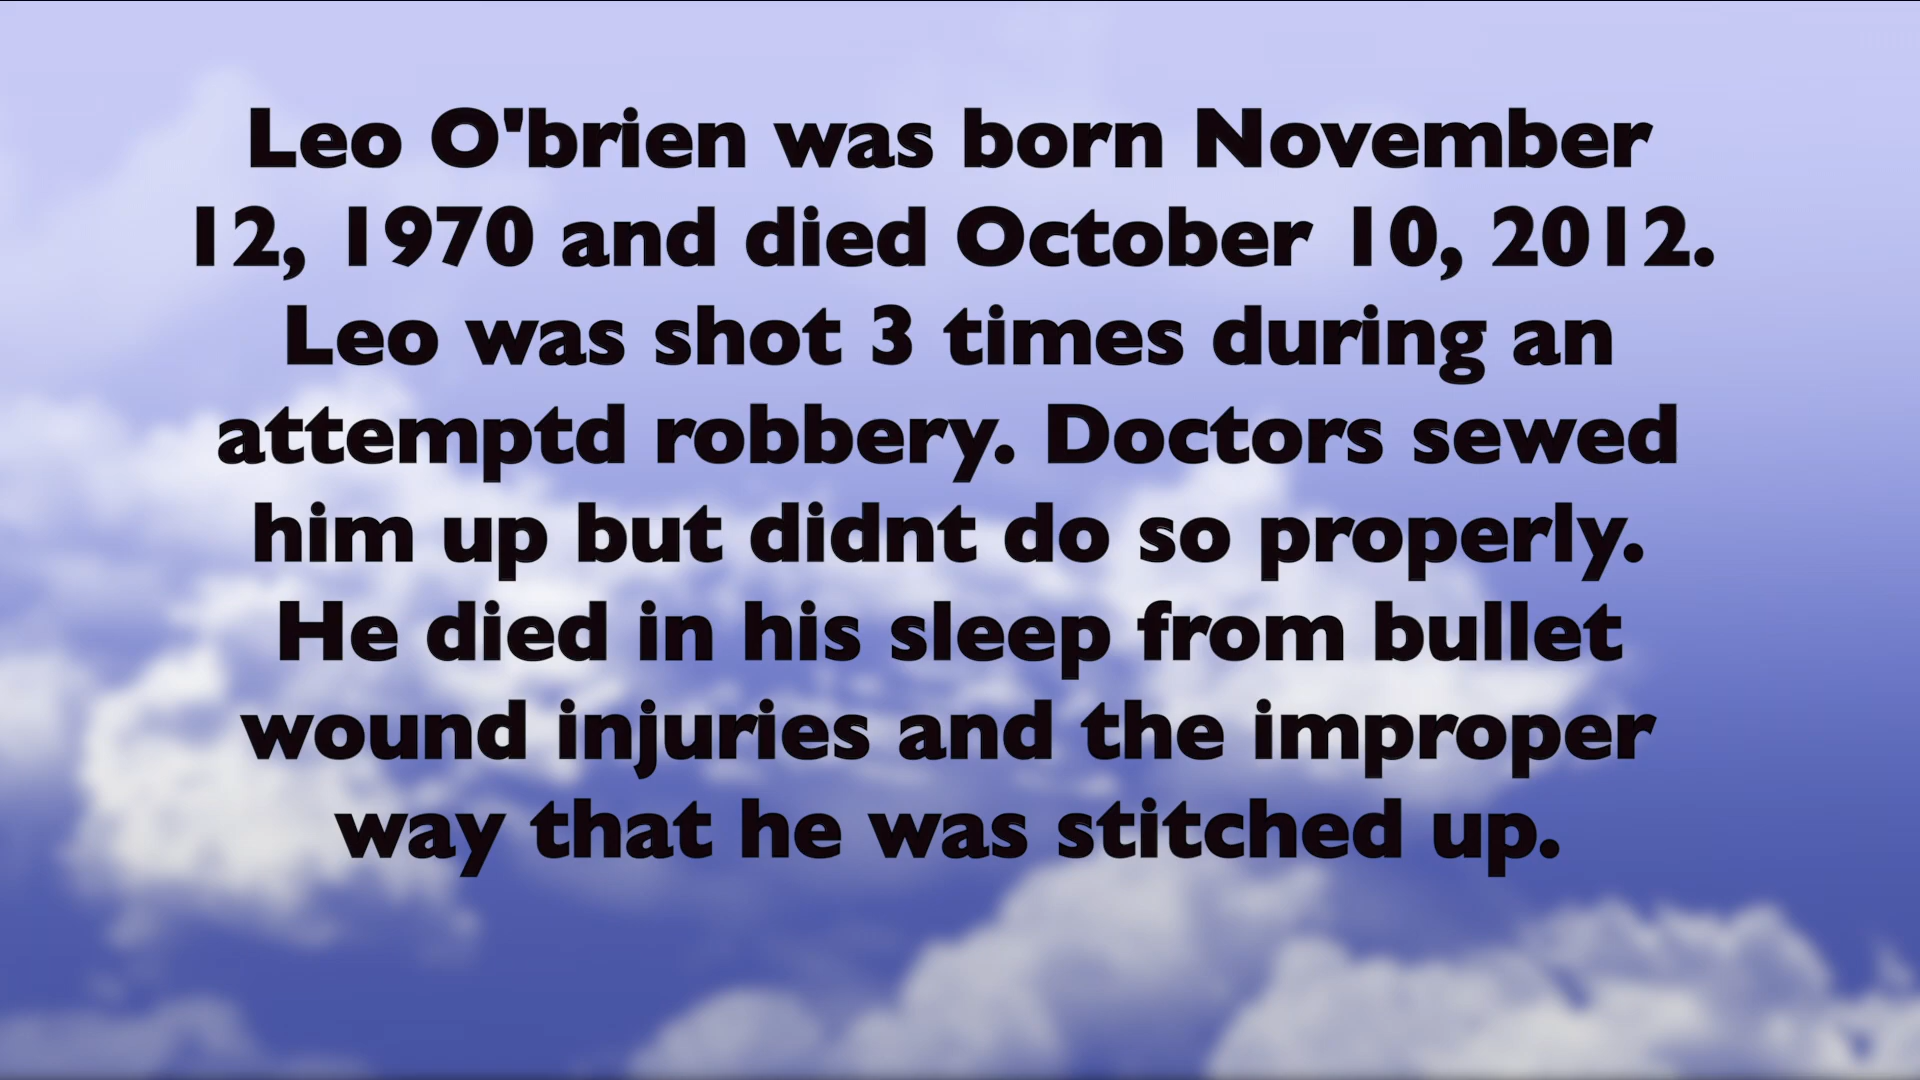 Leo O'brien was born November
12, 1970 and died October 10, 2012.
Leo was shot 3 times during an
attemptd robbery. Doctors sewed
him up but didnt do so properly.
He died in his sleep from bullet
wound injuries and the improper
way that he was stitched up.